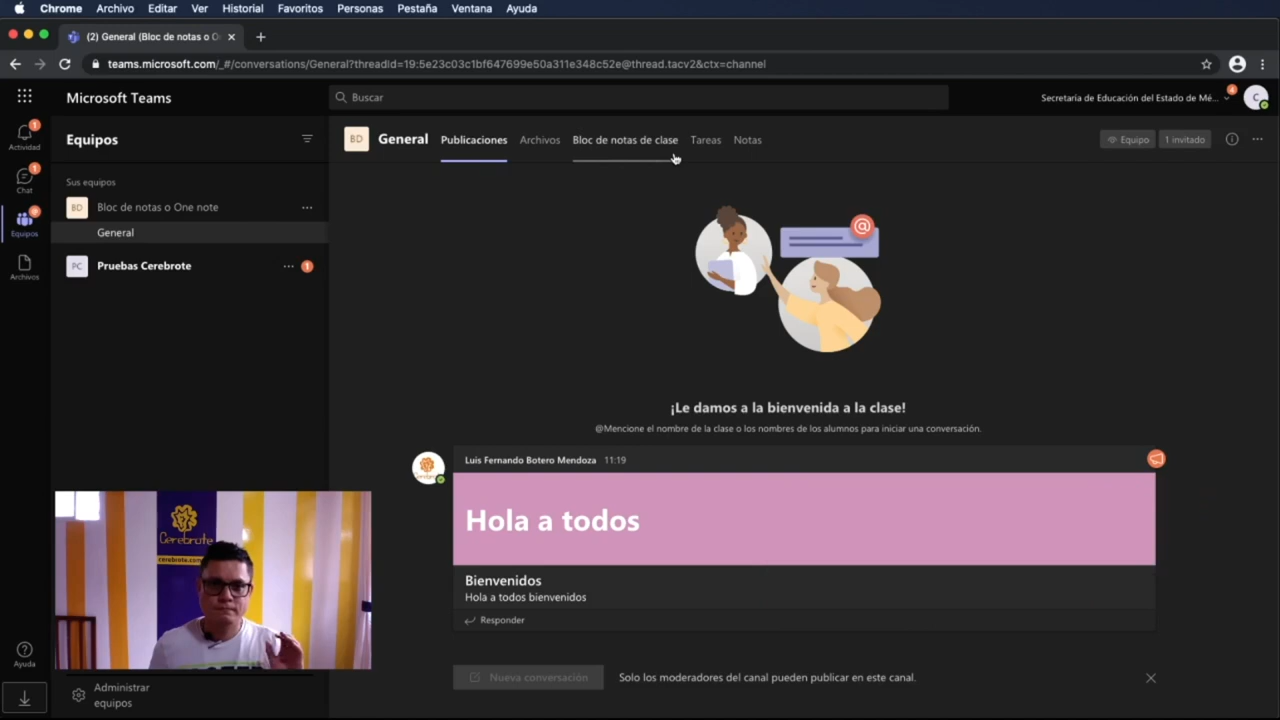 Chrome Archivo Editar Ver Historial Favoritos Personas Pestaña Ventana Ayuda
(2) General (Bloc de notas o O
teams.microsoft.com/_#/conversations/General?threadId=19:5e23c03c1bf647699e50a311e348c52e@thread.tacv2&ctx=channel
Microsoft Teams
Buscar
Secretaría de Educación del Estado de Mé...
4
C
Actividad
1
Chat
1
Equipos
Archivos
Ayuda
Equipos
Sus equipos
BD Bloc de notas o One note
General
PC Pruebas Cerebrote 1
Administrar
equipos
BD General Publicaciones Archivos Bloc de notas de clase Tareas Notas
Equipo 1 invitado
@
¡Le damos a la bienvenida a la clase!
@Mencione el nombre de la clase o los nombres de los alumnos para iniciar una conversación.
Luis Fernando Botero Mendoza 11:19
Hola a todos
Bienvenidos
Hola a todos bienvenidos
Responder
Nueva conversación Solo los moderadores del canal pueden publicar en este canal.
Cerebrote
cerebrote.com